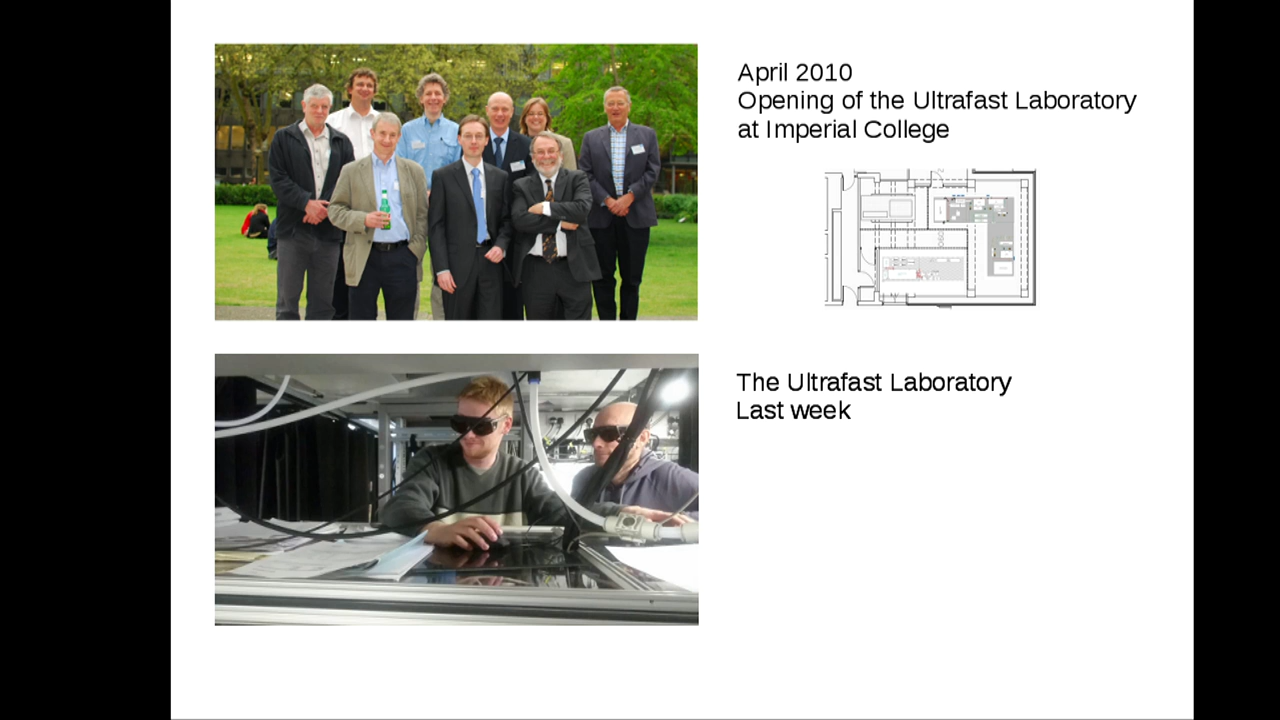 April 2010
Opening of the Ultrafast Laboratory
at Imperial College
The Ultrafast Laboratory
Last week